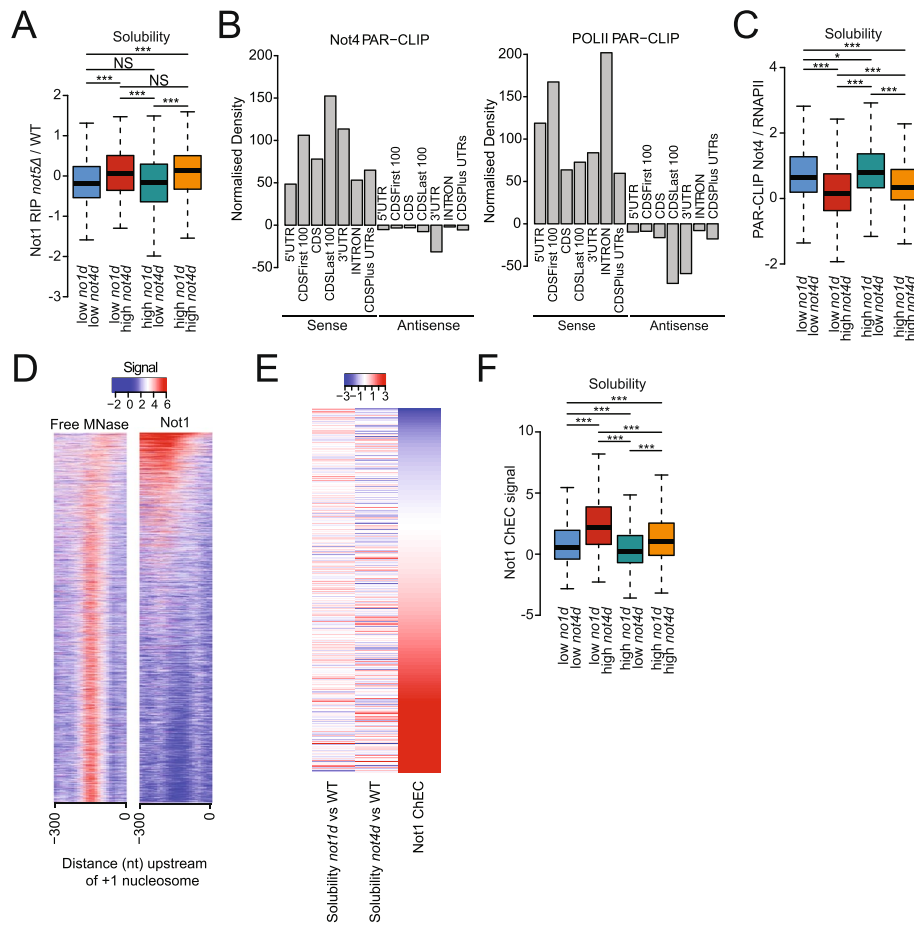 A
Solubility
***
NS
*** NS
*** ***
Not1 RIP not5Δ / WT
2
1
0
-1
-2
-3
low no1d
low not4d
low no1d
high not4d
high no1d
low not4d
high no1d
high not4d
B
Not4 PAR−CLIP
Normalised Density
200
150
100
50
0
-50
5'UTR
CDSFirst 100
CDS
CDSLast 100
3'UTR
INTRON
CDSPlus UTRs
5'UTR
CDSFirst 100
CDS
CDSLast 100
3'UTR
INTRON
CDSPlus UTRs
Sense
Antisense
POLII PAR−CLIP
Normalised Density
200
150
100
50
0
-50
5'UTR
CDSFirst 100
CDS
CDSLast 100
3'UTR
INTRON
CDSPlus UTRs
5'UTR
CDSFirst 100
CDS
CDSLast 100
3'UTR
INTRON
CDSPlus UTRs
Sense
Antisense
C
Solubility
***
*
*** ***
*** ***
PAR−CLIP Not4 / RNAPII
4
2
0
-2
low no1d
low not4d
low no1d
high not4d
high no1d
low not4d
high no1d
high not4d
D
Signal
−2 0 2 4 6
Free MNase
Not1
−300
0
−300
0
Distance (nt) upstream
of +1 nucleosome
E
−3 −1 1 3
Solubility not1d vs WT
Solubility not4d vs WT
Not1 ChEC
F
Solubility
***
***
*** ***
*** ***
Not1 ChEC signal
10
5
0
-5
low no1d
low not4d
low no1d
high not4d
high no1d
low not4d
high no1d
high not4d